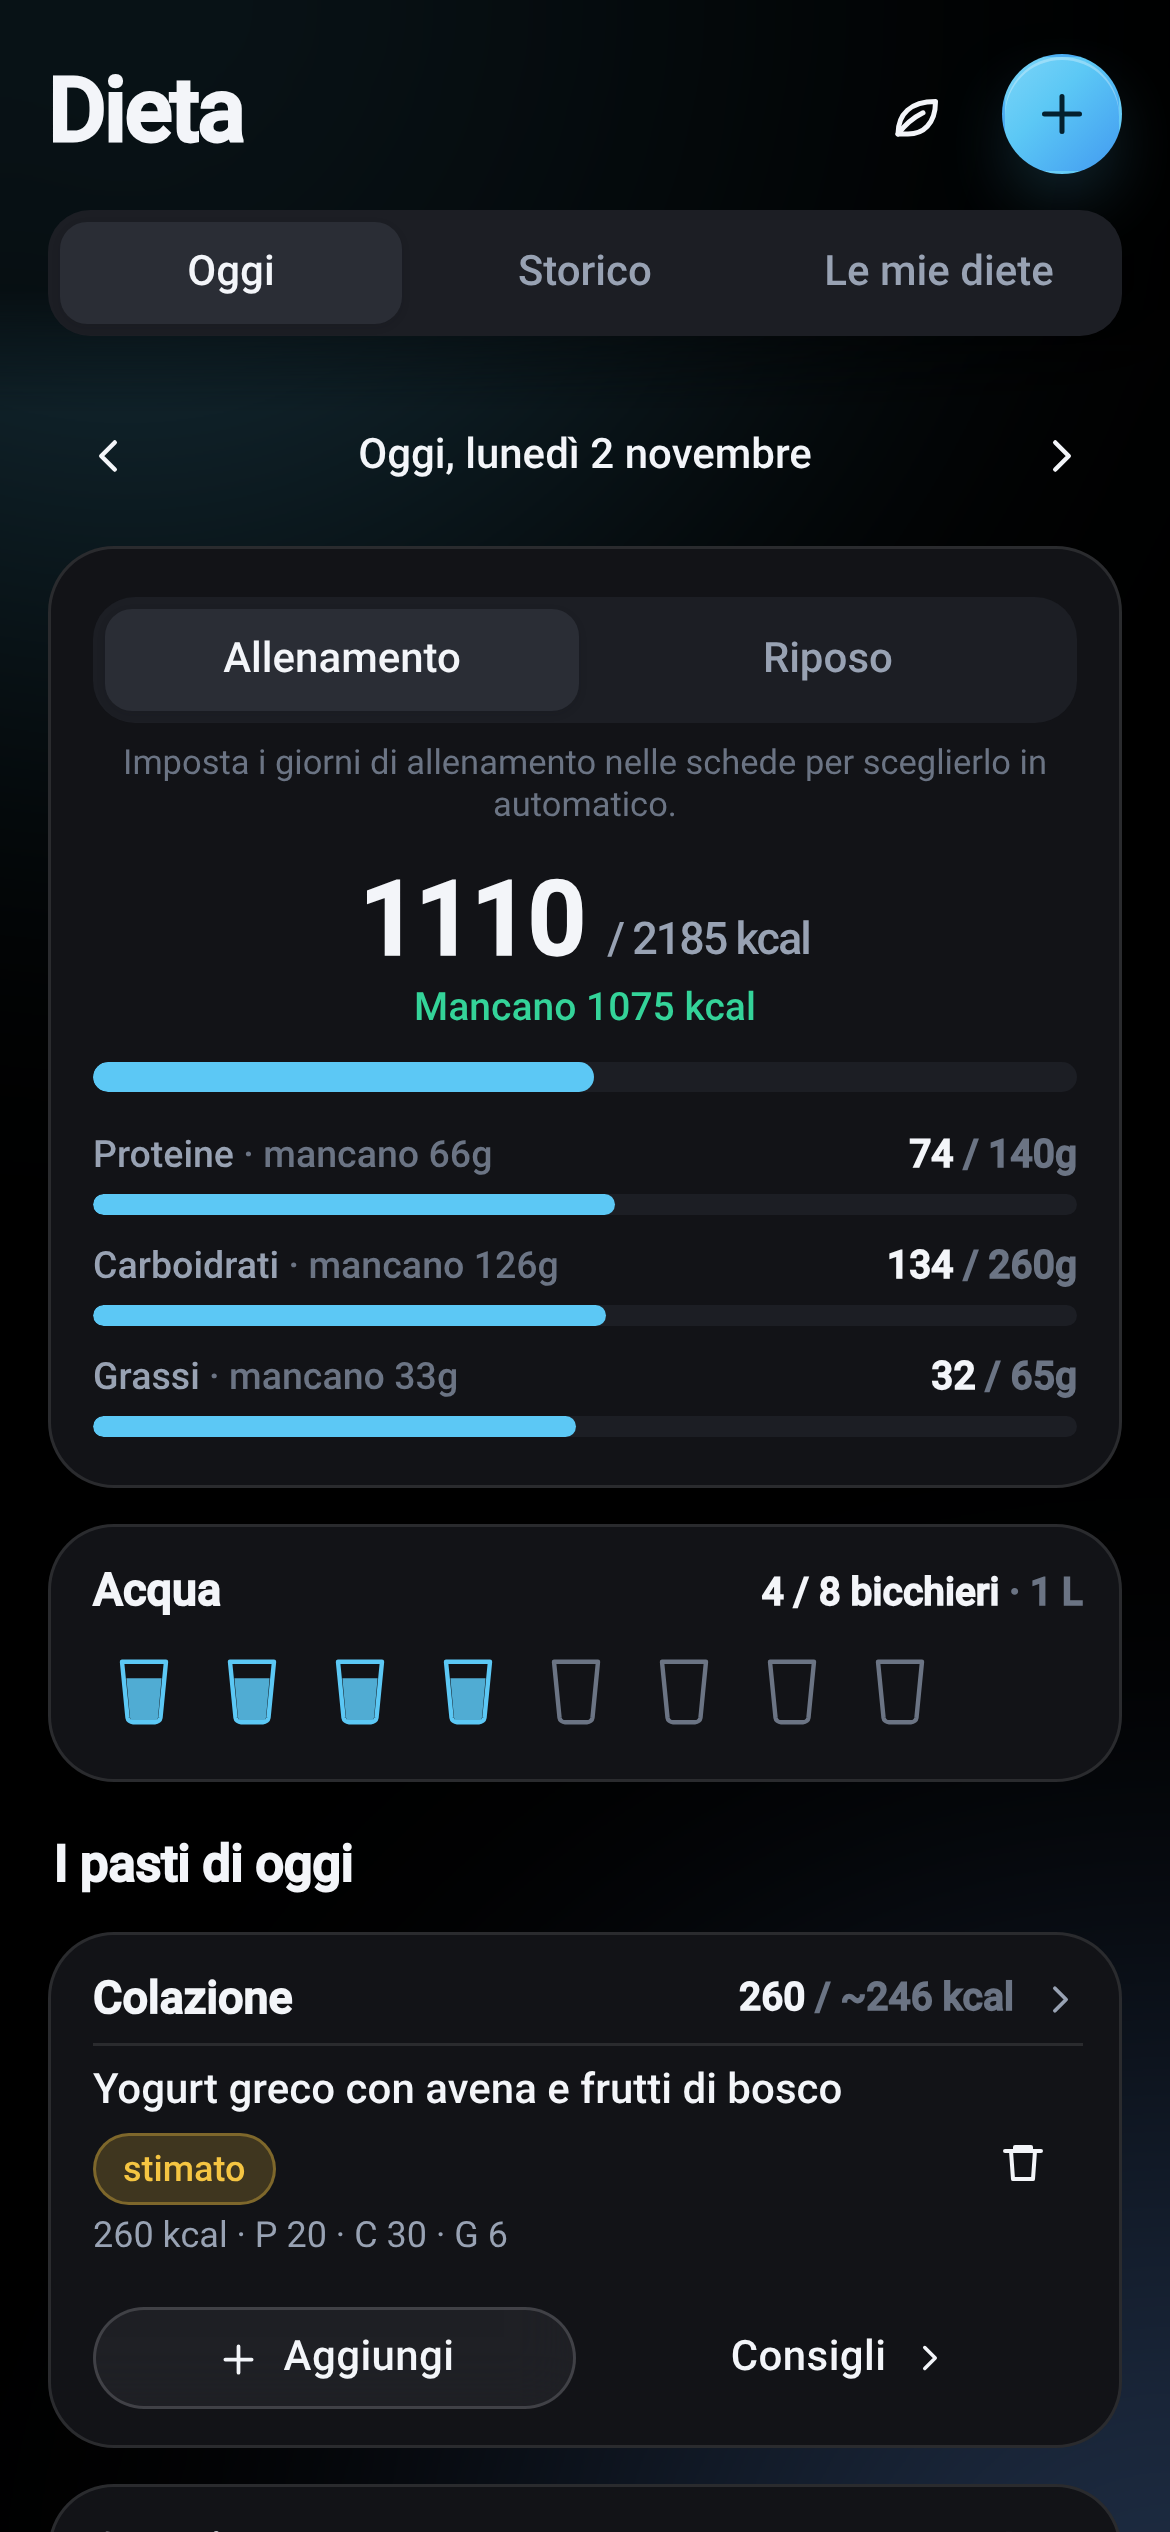 Dieta
Oggi
Storico
Le mie diete
Oggi, lunedì 2 novembre
Allenamento
Riposo
Imposta i giorni di allenamento nelle schede per sceglierlo in
automatico.
1110 / 2185 kcal
Mancano 1075 kcal
Proteine · mancano 66g 74 / 140g
Carboidrati · mancano 126g 134 / 260g
Grassi · mancano 33g 32 / 65g
Acqua 4 / 8 bicchieri · 1 L
I pasti di oggi
Colazione 260 / ~246 kcal
Yogurt greco con avena e frutti di bosco
stimato
260 kcal · P 20 · C 30 · G 6
Aggiungi
Consigli